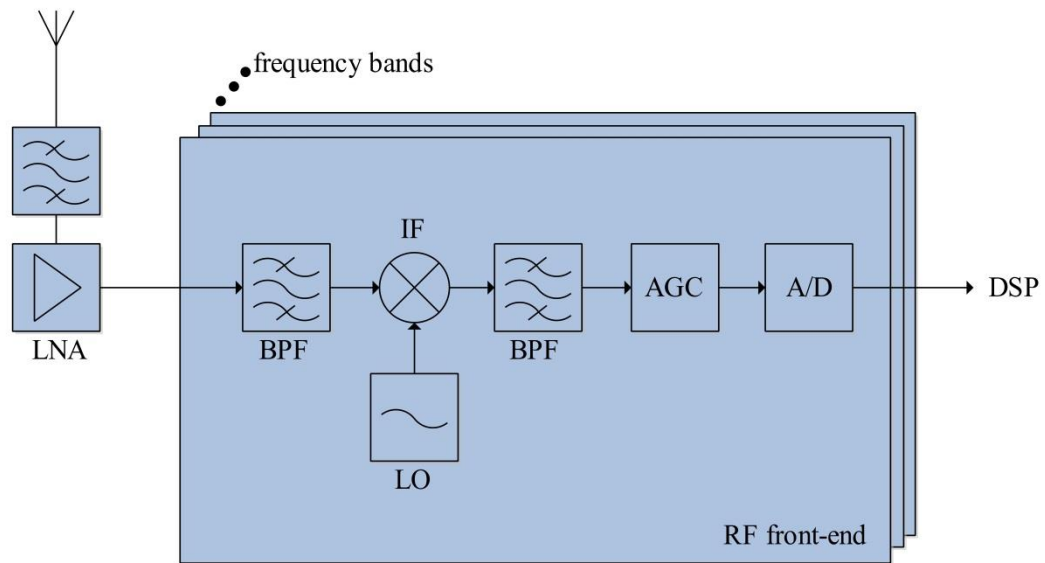 frequency bands
IF
AGC
A/D
DSP
LNA
BPF
BPF
LO
RF front-end